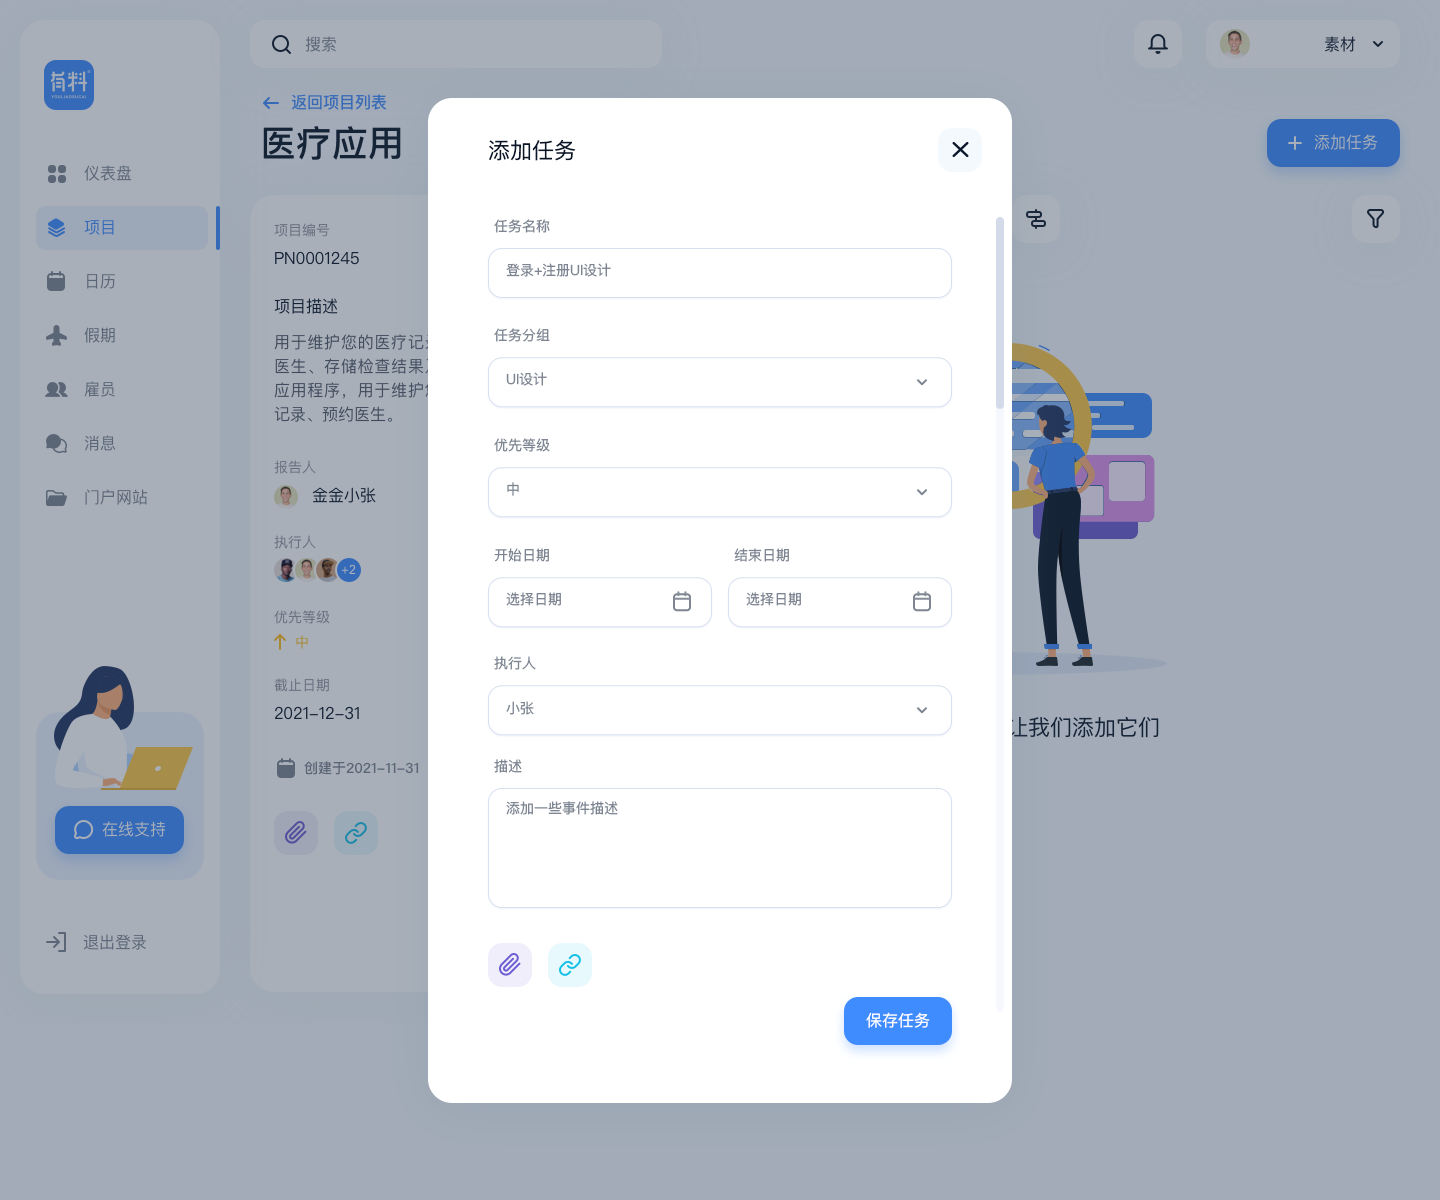 有料
搜索
素材
返回项目列表
医疗应用
添加任务
仪表盘
项目
日历
假期
雇员
消息
门户网站
在线支持
退出登录
项目编号
PN0001245
项目描述
用于维护您的医疗记
医生、存储检查结果
应用程序，用于维护
记录、预约医生。
报告人
金金小张
执行人
+2
优先等级
中
截止日期
2021-12-31
创建于2021-11-31
让我们添加它们
添加任务
任务名称
登录+注册UI设计
任务分组
UI设计
优先等级
中
开始日期
结束日期
选择日期
选择日期
执行人
小张
描述
添加一些事件描述
保存任务